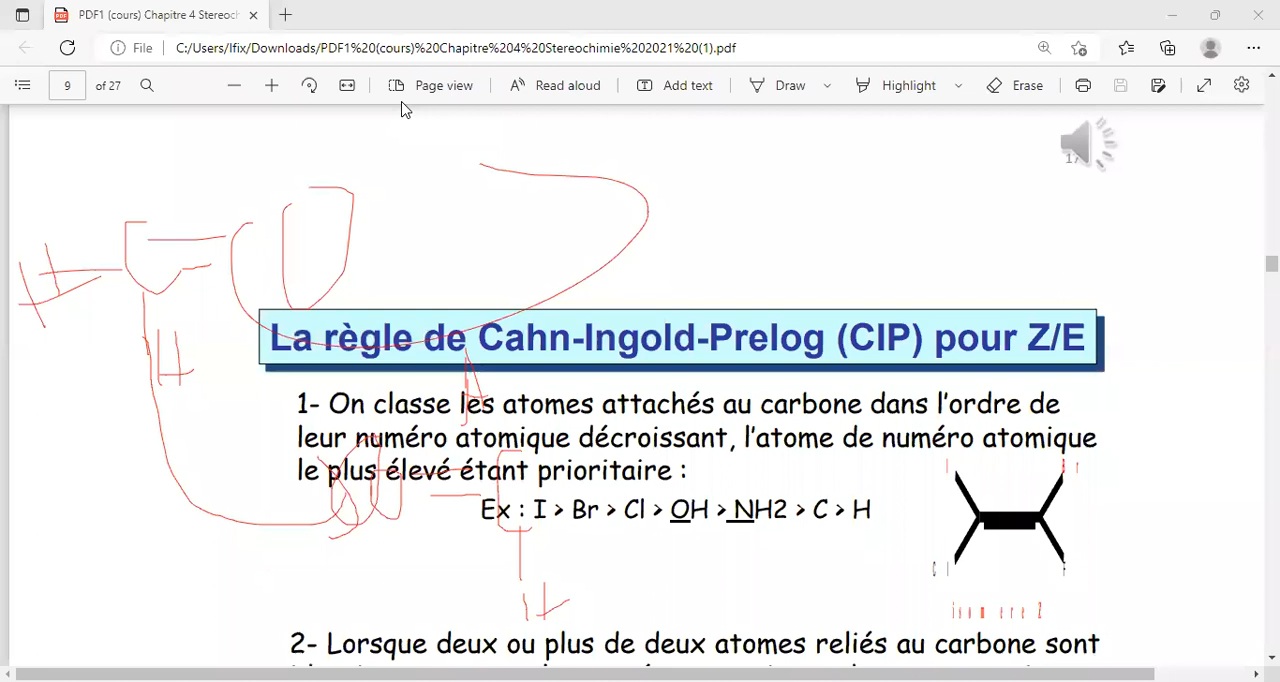 PDF1 (cours) Chapitre 4 Stereoch
File
C:/Users/Ifix/Downloads/PDF1%20(cours)%20Chapitre%204%20Stereochimie%202021%20(1).pdf
9 of 27
Page view
Read aloud
Add text
Draw
Highlight
Erase
17
La règle de Cahn-Ingold-Prelog (CIP) pour Z/E
1- On classe les atomes attachés au carbone dans l’ordre de
leur numéro atomique décroissant, l’atome de numéro atomique
le plus élevé étant prioritaire :
Ex : I > Br > Cl > OH > NH2 > C > H
I B r
C l F
H
H
H
2- Lorsque deux ou plus de deux atomes reliés au carbone sont